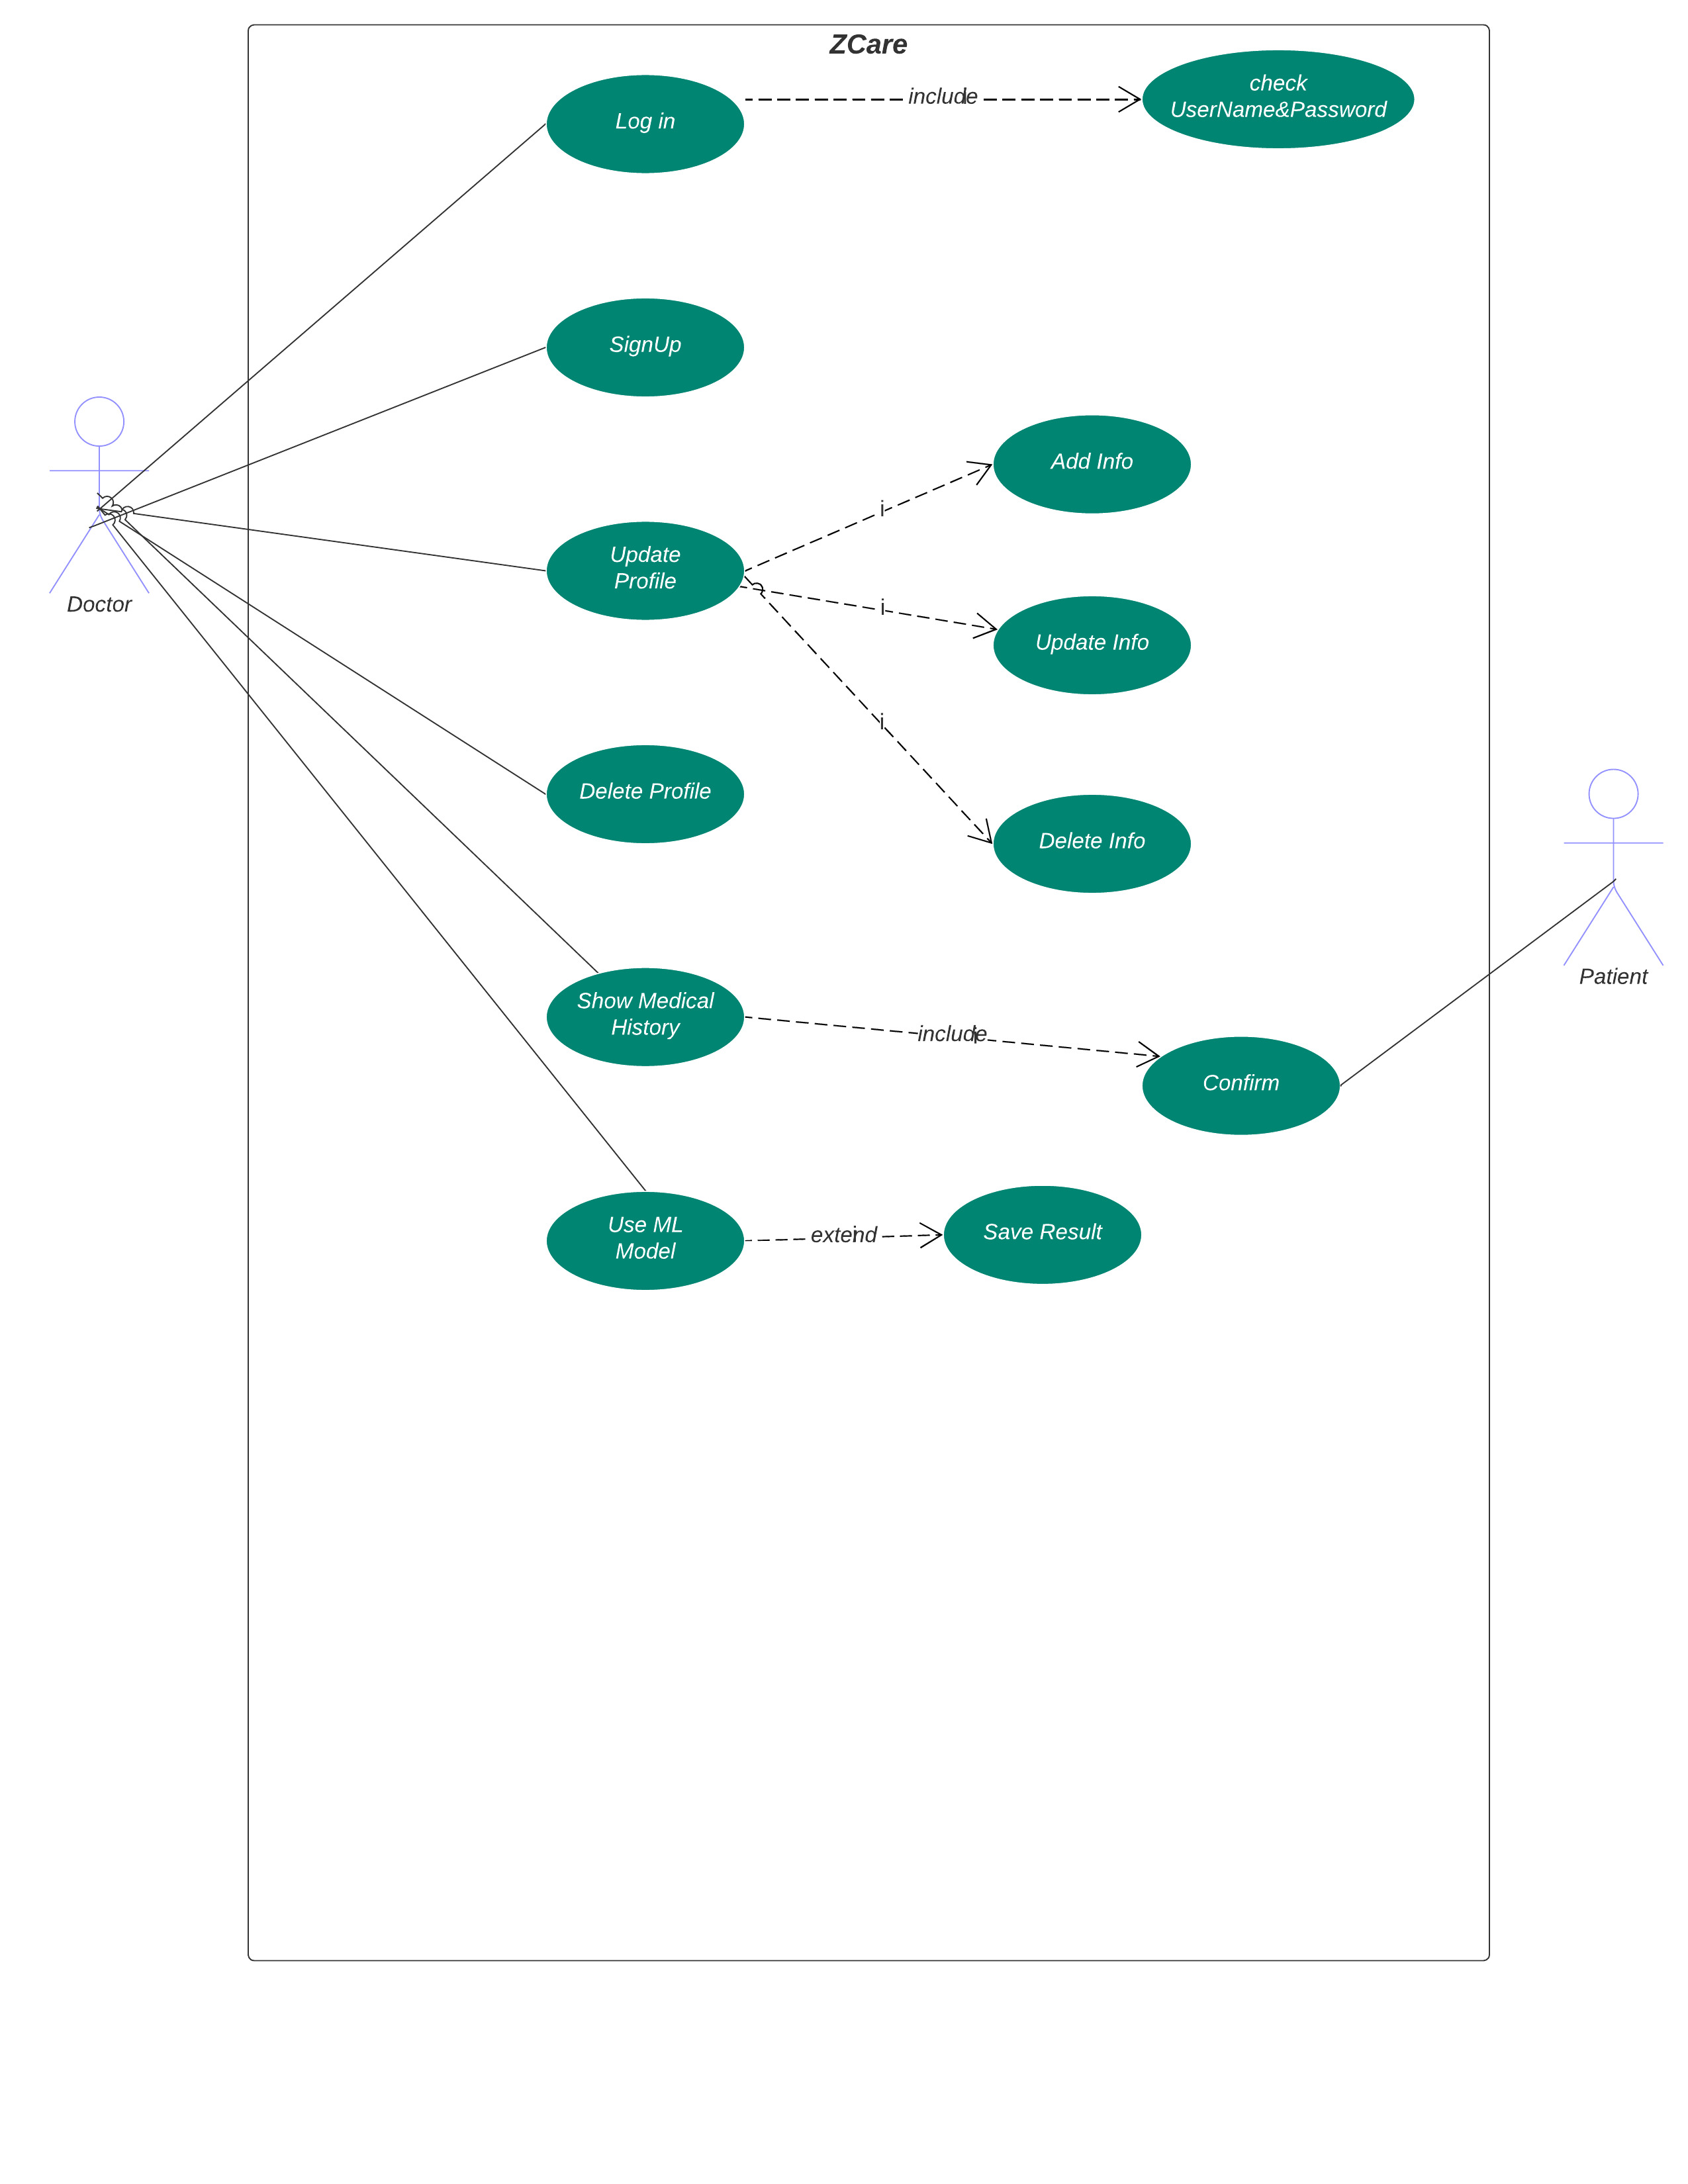 ZCare
Log in
include
check
UserName&Password
SignUp
Add Info
i
Update
Profile
i
Update Info
i
Doctor
Delete Profile
Delete Info
Patient
Show Medical
History
include
i
Confirm
Use ML
Model
extend
i
Save Result